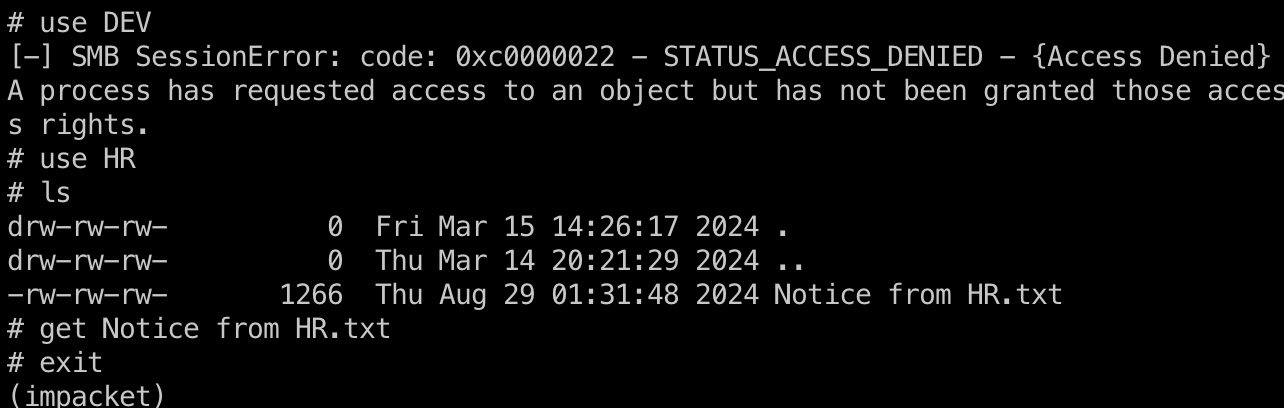 # use DEV
[-] SMB SessionError: code: 0xc0000022 - STATUS_ACCESS_DENIED - {Access Denied}
A process has requested access to an object but has not been granted those acces
s rights.
# use HR
# ls
drw-rw-rw-          0  Fri Mar 15 14:26:17 2024 .
drw-rw-rw-          0  Thu Mar 14 20:21:29 2024 ..
-rw-rw-rw-       1266  Thu Aug 29 01:31:48 2024 Notice from HR.txt
# get Notice from HR.txt
# exit
(impacket)